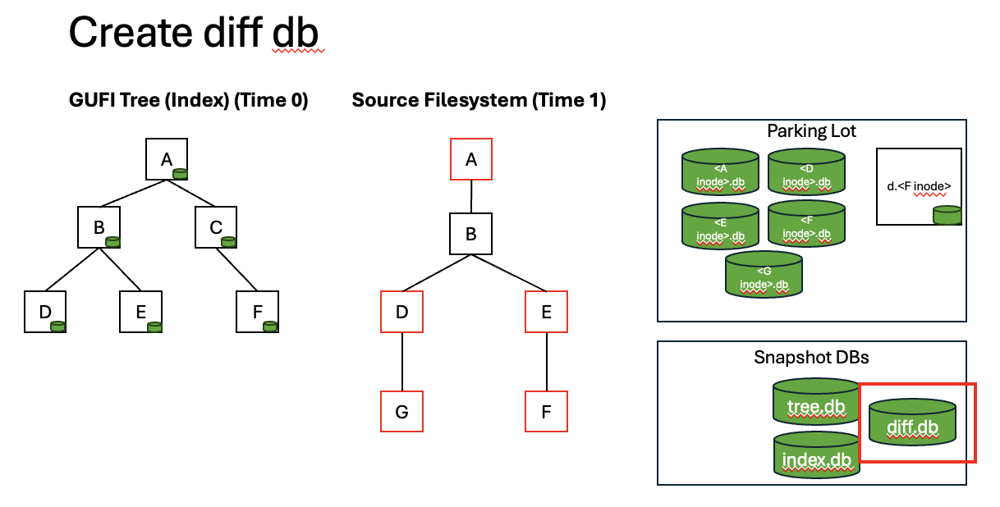 Create diff db
GUFI Tree (Index) (Time 0)
Source Filesystem (Time 1)
A
B
C
D
E
F
A
B
D
E
G
F
Parking Lot
<A
inode>.db
<D
inode>.db
<E
inode>.db
<F
inode>.db
<G
inode>.db
d.<F inode>
Snapshot DBs
tree.db
diff.db
index.db